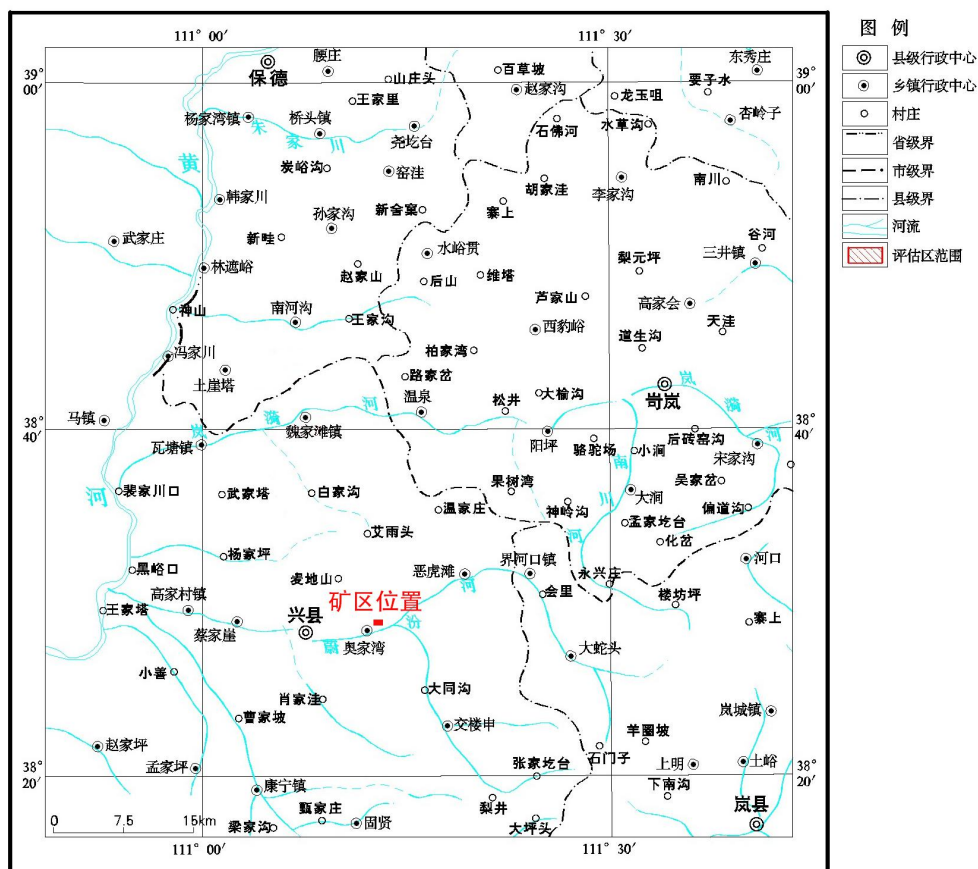 111° 00′
111° 30′
图 例
县级行政中心
乡镇行政中心
村庄
省级界
市级界
县级界
河流
评估区范围
39°
00′
39°
00′
保德
腰庄
山庄头
百草坡
赵家沟
龙玉咀
要子水
东秀庄
王家里
杨家湾镇
朱家川
桥头镇
尧圪台
石佛河
水草沟
杏岭子
黄
炭峪沟
窑洼
胡家洼
李家沟
南川
韩家川
新舍窠
寨上
孙家沟
武家庄
新畦
水峪贯
谷河
三井镇
林遮峪
赵家山
后山
维塔
梨元坪
芦家山
高家会
神山
南河沟
王家沟
西豹峪
道生沟
天洼
冯家川
柏家湾
土崖塔
路家岔
岢岚
岚漪河
温泉
松井
大榆沟
马镇
岚漪河
魏家滩镇
38°
40′
38°
40′
瓦塘镇
阳坪
骆驼场
小涧
后砖窑沟
宋家沟
河
裴家川口
武家塔
白家沟
果树湾
南川河
大涧
吴家岔
温家庄
神岭沟
偏道沟
艾雨头
孟家圪台
化岔
杨家坪
黑峪口
麦地山
恶虎滩
界河口镇
河口
永兴庄
王家塔
高家村镇
矿区位置
会里
楼坊坪
寨上
蔡家崖
兴县
奥家湾
蔚汾河
大蛇头
小善
肖家洼
大同沟
曹家坡
交楼申
岚城镇
羊圈坡
赵家坪
石门子
孟家坪
张家圪台
上明
土峪
38°
20′
38°
20′
康宁镇
下南沟
甄家庄
梨井
岚县
梁家沟
固贤
大坪头
0 7.5 15km
111° 00′
111° 30′